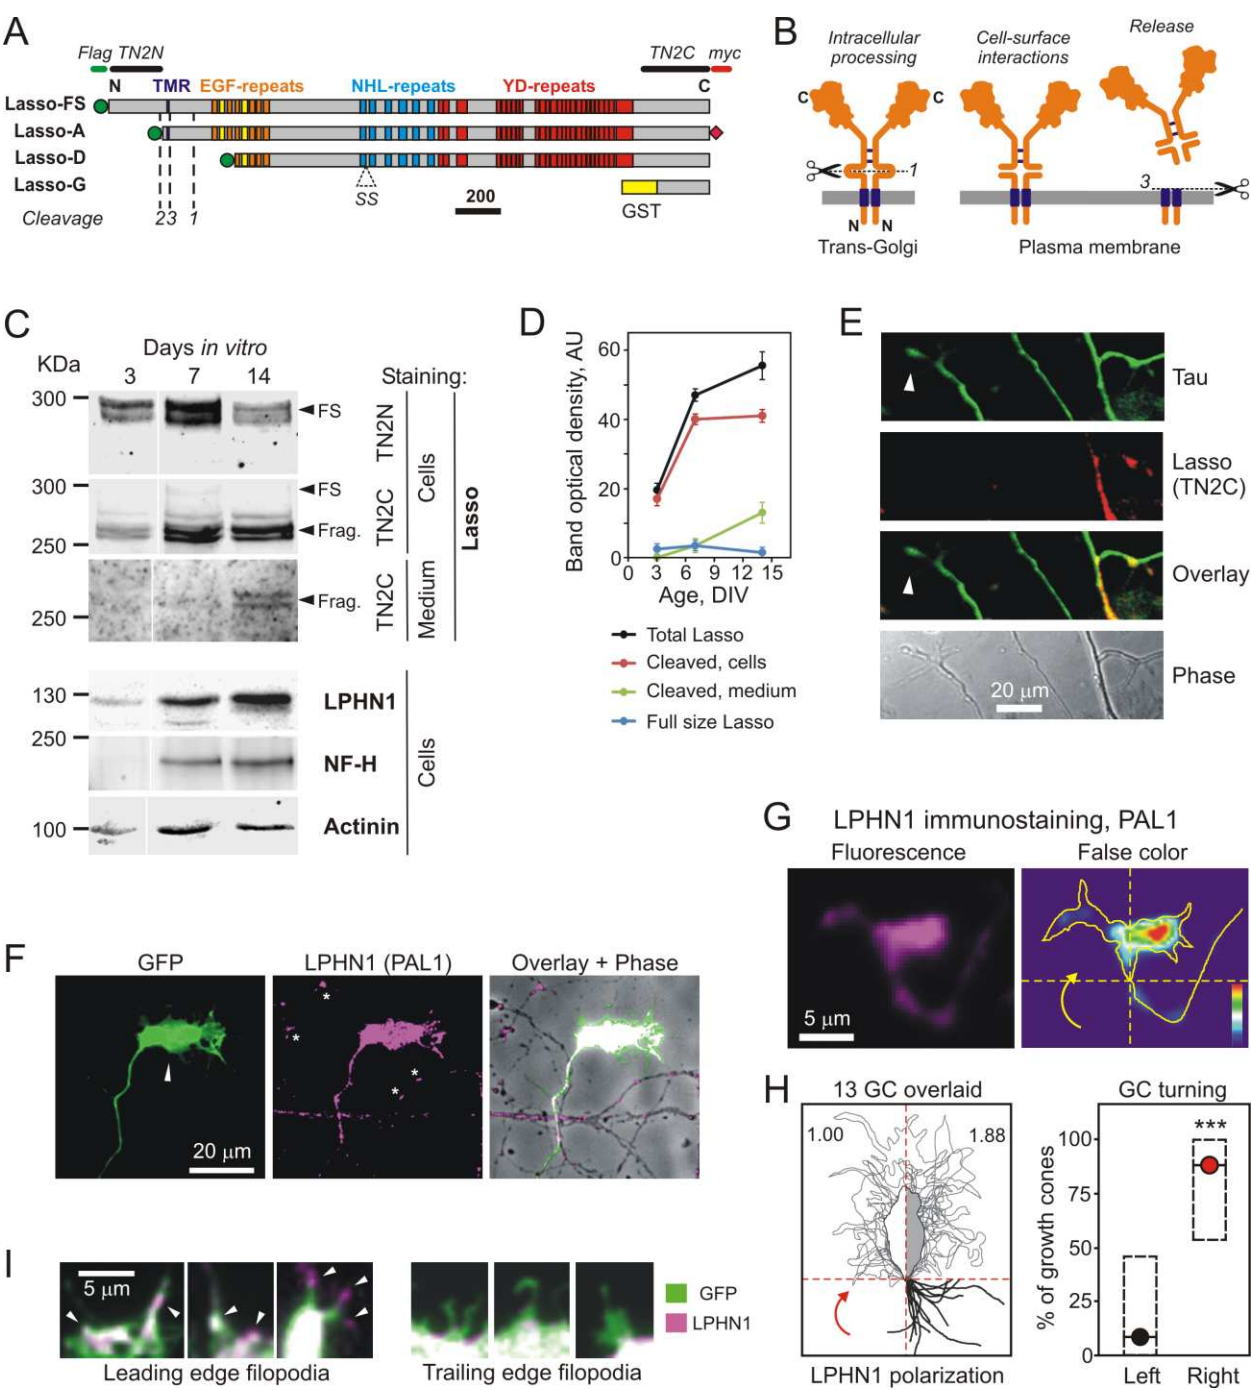 A
Flag TN2N
TN2C myc
N TMR EGF-repeats NHL-repeats YD-repeats C
Lasso-FS
Lasso-A
Lasso-D
Lasso-G
SS
200
GST
Cleavage 23 1
B
Intracellular
processing
Cell-surface
interactions
Release
C C
1
3
N N
Trans-Golgi
Plasma membrane
C
Days in vitro
KDa 3 7 14 Staining:
300
FS
TN2N
300
FS
Frag.
250
TN2C
Cells
Frag.
250
TN2C
Medium
Lasso
130
LPHN1
250
NF-H
100
Actinin
Cells
D
Band optical density, AU
60
40
20
0
0 3 6 9 12 15
Age, DIV
Total Lasso
Cleaved, cells
Cleaved, medium
Full size Lasso
E
Tau
Lasso
(TN2C)
Overlay
Phase
20 μm
F
GFP LPHN1 (PAL1) Overlay + Phase
* * * *
20 μm
G
LPHN1 immunostaining, PAL1
Fluorescence False color
5 μm
H
13 GC overlaid
1.00 1.88
LPHN1 polarization
GC turning
***
% of growth cones
100
75
50
25
0
Left Right
I
5 μm
GFP
LPHN1
Leading edge filopodia
Trailing edge filopodia